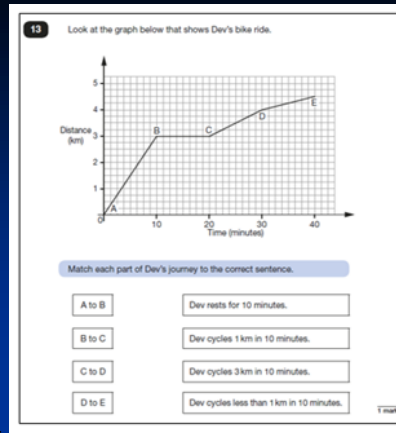 13 Look at the graph below that shows Dev's bike ride.
5
4
Distance 3
(km)
2
1
0
A
B
C
D
E
10 20 30 40
Time (minutes)
Match each part of Dev's journey to the correct sentence.
A to B Dev rests for 10 minutes.
B to C Dev cycles 1 km in 10 minutes.
C to D Dev cycles 3 km in 10 minutes.
D to E Dev cycles less than 1 km in 10 minutes.
1 mark